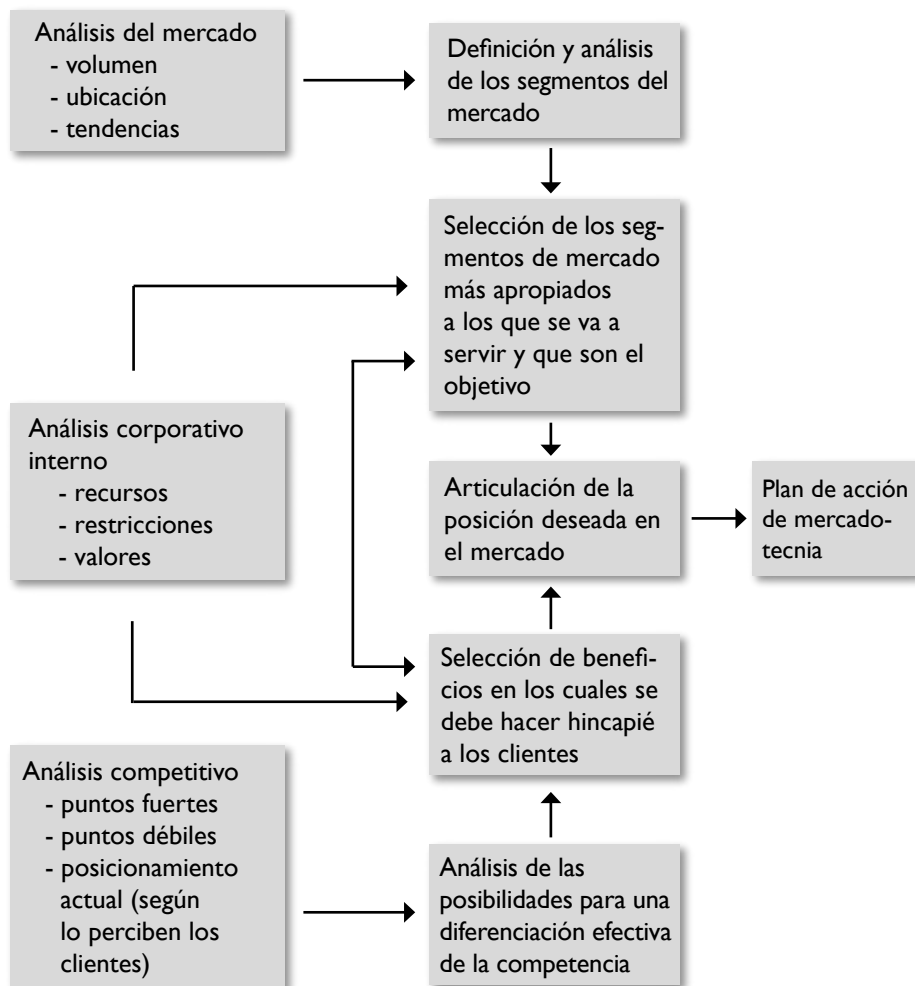 Análisis del mercado
- volumen
- ubicación
- tendencias
Definición y análisis
de los segmentos del
mercado
Selección de los seg-
mentos de mercado
más apropiados
a los que se va a
servir y que son el
objetivo
Análisis corporativo
interno
- recursos
- restricciones
- valores
Articulación de la
posición deseada en
el mercado
Plan de acción
de mercado-
tecnia
Selección de benefi-
cios en los cuales se
debe hacer hincapié
a los clientes
Análisis competitivo
- puntos fuertes
- puntos débiles
- posicionamiento
actual (según
lo perciben los
clientes)
Análisis de las
posibilidades para una
diferenciación efectiva
de la competencia